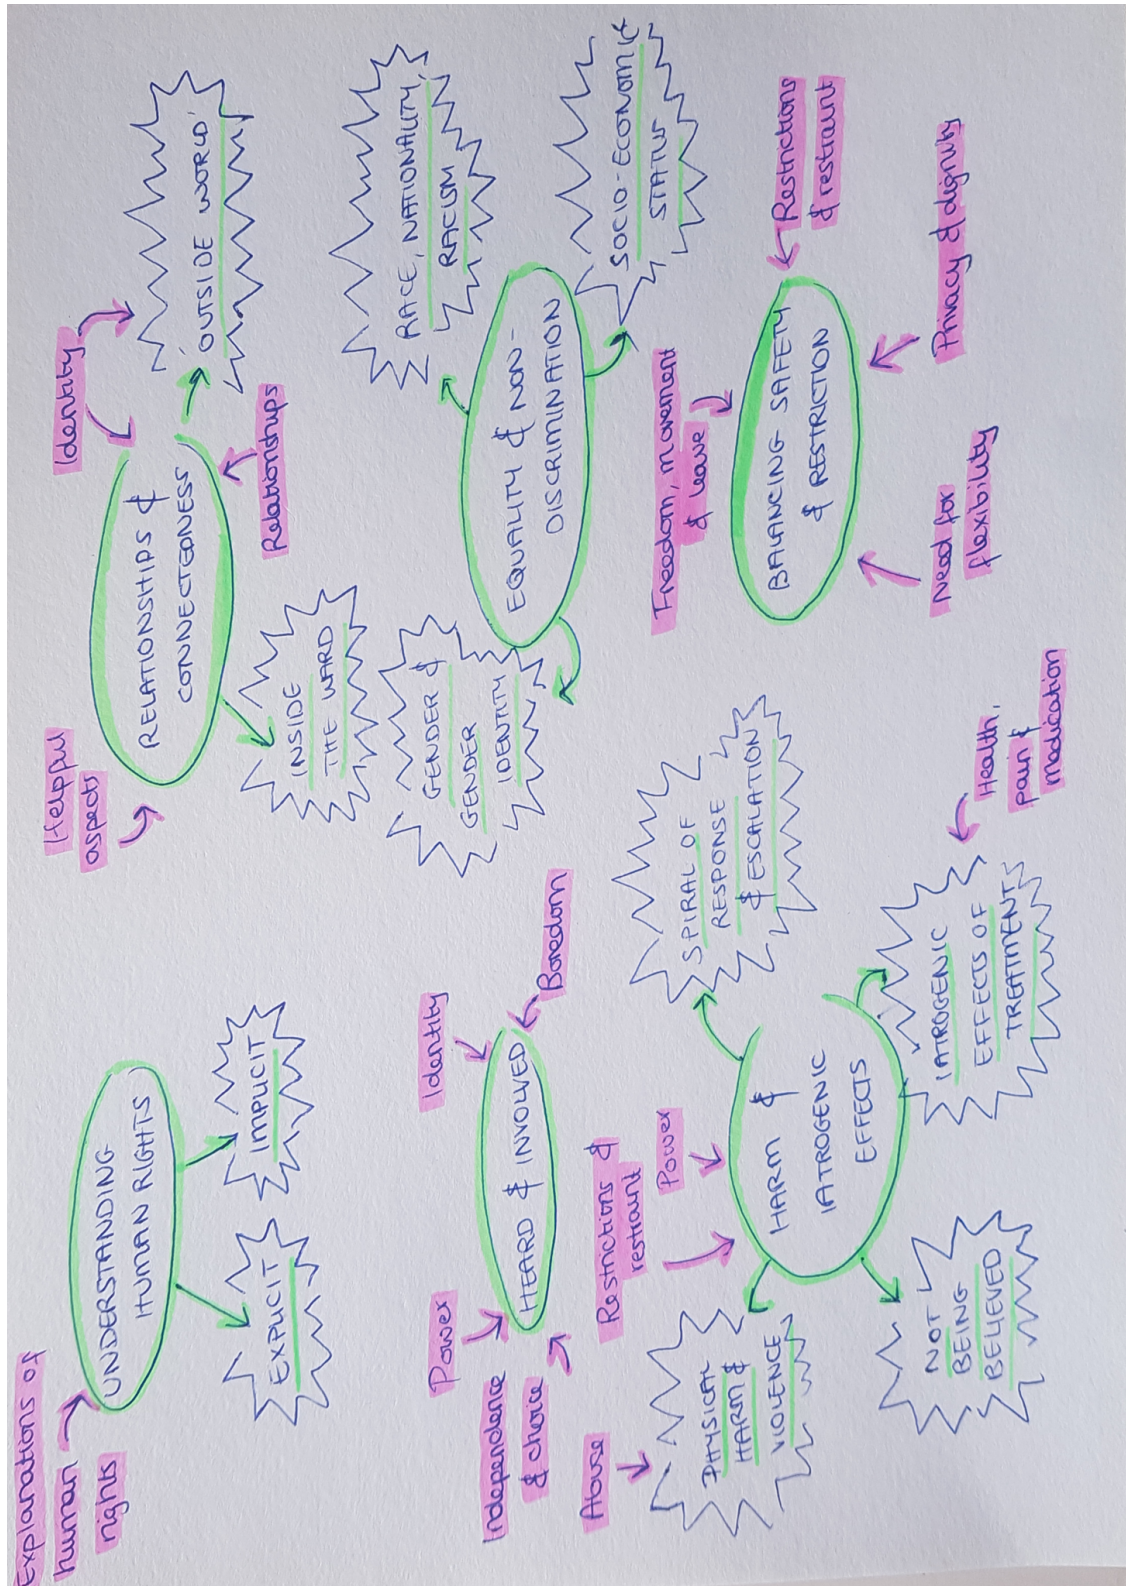 Explanations of
human
rights
UNDERSTANDING
HUMAN RIGHTS
EXPLICIT
IMPLICIT
Helpful
aspects
RELATIONSHIPS &
CONNECTEDNESS
Identity
'OUTSIDE WORLD'
Relationships
INSIDE
THE WARD
Power
Independence
& choice
HEARD & INVOLVED
Identity
Boredom
GENDER &
GENDER
IDENTITY
EQUALITY & NON-
DISCRIMINATION
RACE, NATIONALITY,
RACISM
SOCIO-ECONOMIC
STATUS
Abuse
PHYSICAL
HARM &
VIOLENCE
Restrictions &
restraint
Power
HARM &
IATROGENIC
EFFECTS
NOT
BEING
BELIEVED
SPIRAL OF
RESPONSE
& ESCALATION
IATROGENIC
EFFECTS OF
TREATMENT
Health,
pain &
medication
Freedom, movement
& leave
BALANCING SAFETY
& RESTRICTION
Restrictions
& restraint
Need for
flexibility
Privacy & dignity